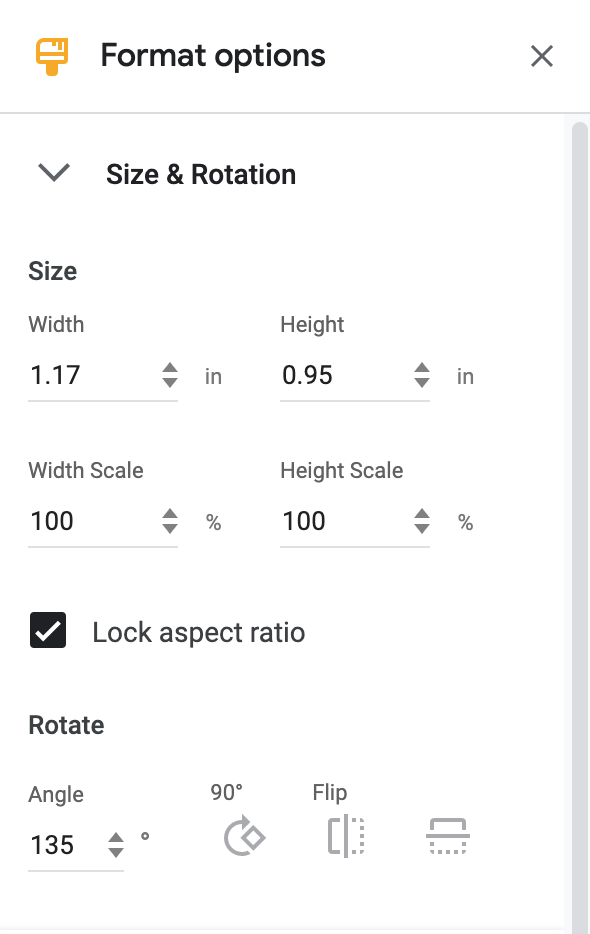 Format options
Size & Rotation
Size
Width Height
1.17 in 0.95 in
Width Scale Height Scale
100 % 100 %
Lock aspect ratio
Rotate
Angle 90° Flip
135 °